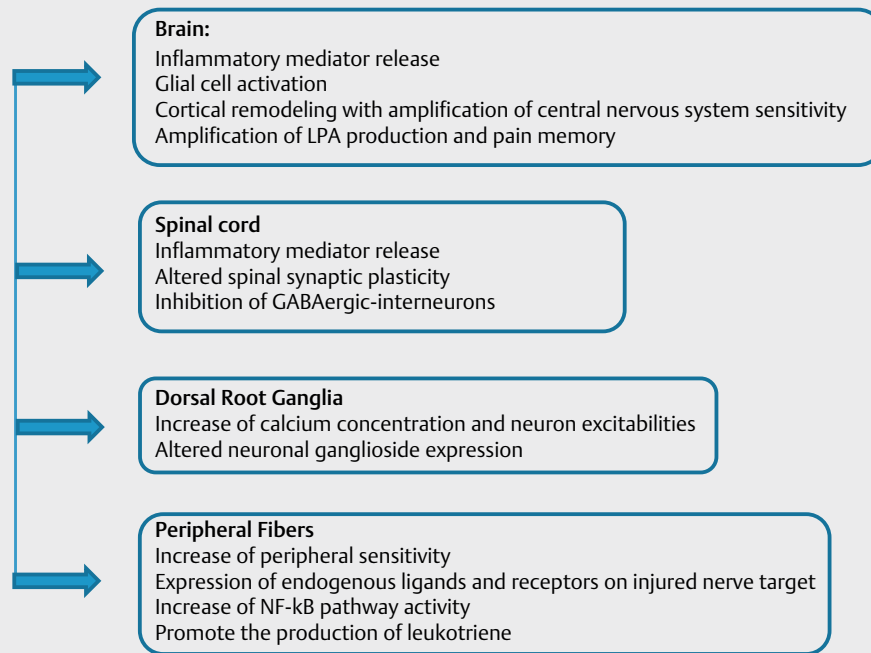 Brain:
Inflammatory mediator release
Glial cell activation
Cortical remodeling with amplification of central nervous system sensitivity
Amplification of LPA production and pain memory
Spinal cord
Inflammatory mediator release
Altered spinal synaptic plasticity
Inhibition of GABAergic-interneurons
Dorsal Root Ganglia
Increase of calcium concentration and neuron excitabilities
Altered neuronal ganglioside expression
Peripheral Fibers
Increase of peripheral sensitivity
Expression of endogenous ligands and receptors on injured nerve target
Increase of NF-kB pathway activity
Promote the production of leukotriene